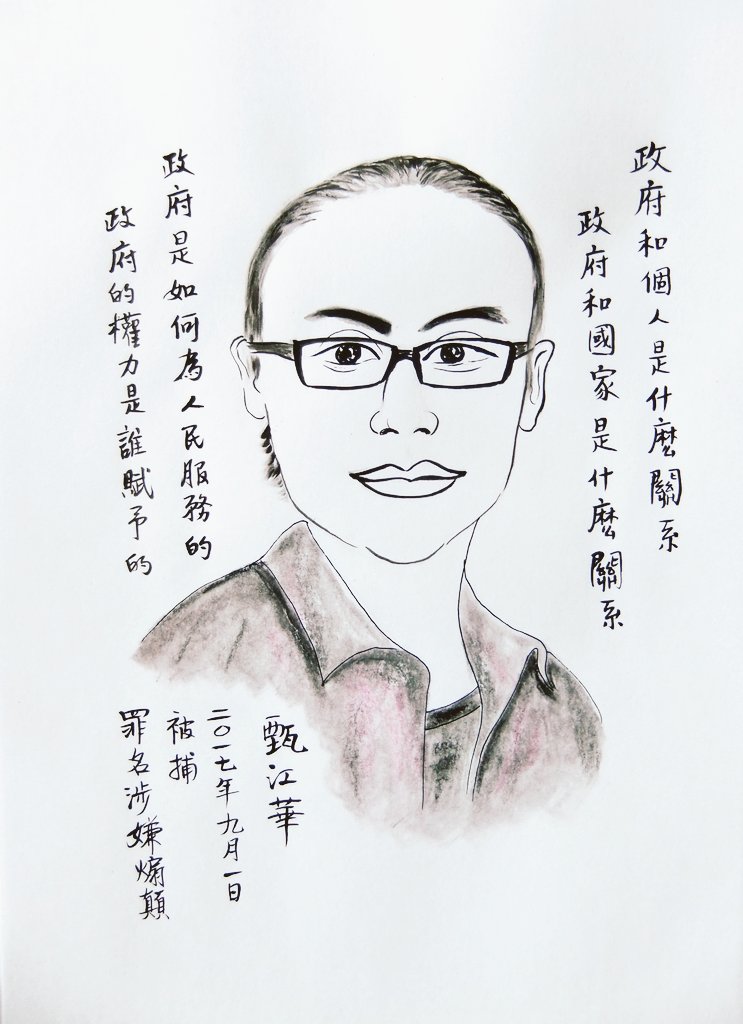 政府和個人是什麼關系
政府和國家是什麼關系
政府是如何為人民服務的
政府的權力是誰賦予的
甄江華
二〇一七年九月一日
被捕
罪名涉嫌煽顛